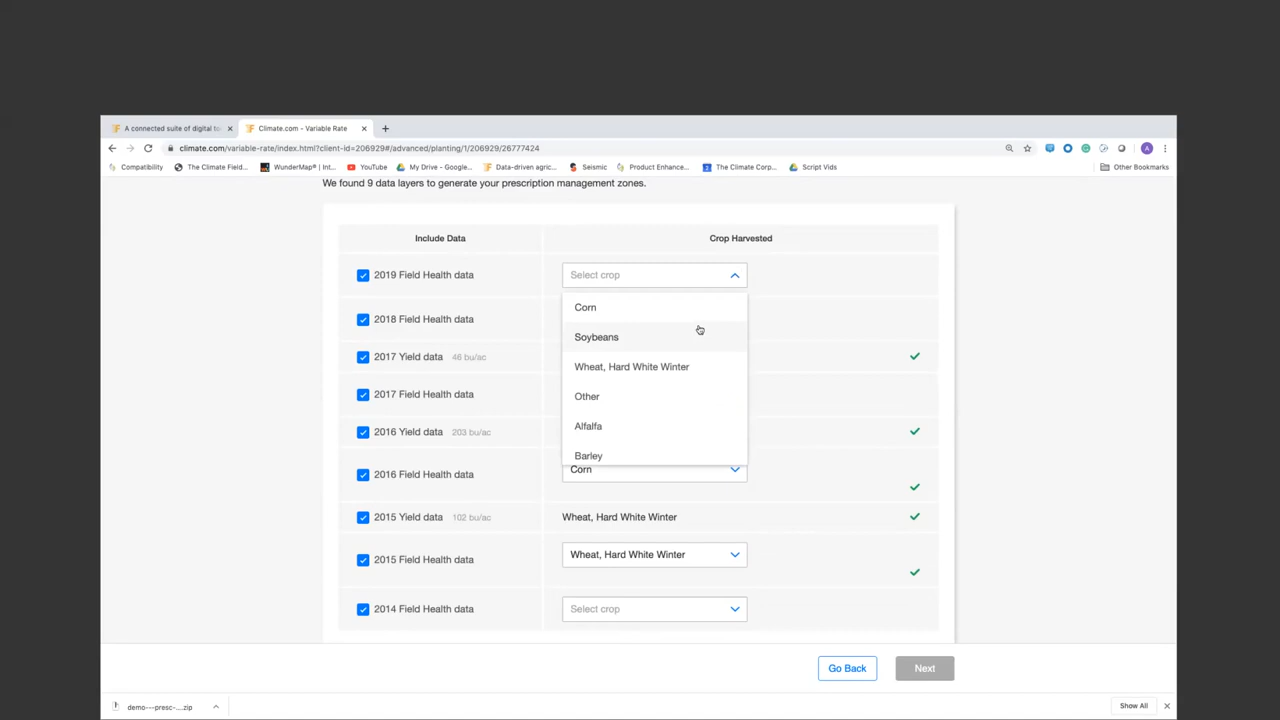 A connected suite of digital to
Climate.com - Variable Rate
climate.com/variable-rate/index.html?client-id=206929#/advanced/planting/1/206929/26777424
Compatibility
The Climate Field...
WunderMap® | Int...
YouTube
My Drive - Google...
Data-driven agric...
Seismic
Product Enhance...
The Climate Corp...
Script Vids
Other Bookmarks
We found 9 data layers to generate your prescription management zones.
Include Data
Crop Harvested
2019 Field Health data
Select crop
Corn
2018 Field Health data
Soybeans
2017 Yield data 46 bu/ac
Wheat, Hard White Winter
2017 Field Health data
Other
2016 Yield data 203 bu/ac
Alfalfa
Barley
2016 Field Health data
Corn
2015 Yield data 102 bu/ac
Wheat, Hard White Winter
2015 Field Health data
Wheat, Hard White Winter
2014 Field Health data
Select crop
Go Back
Next
demo---presc-....zip
Show All